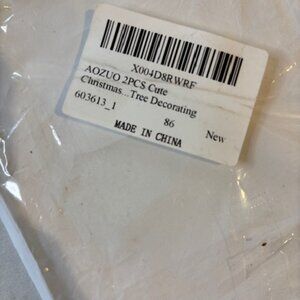 X004D8RWRF
AOZUO 2PCS Cute
Christmas...Tree Decorating
603613_1
86 New
MADE IN CHINA